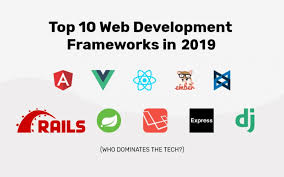 Top 10 Web Development
Frameworks in 2019
ember
RAILS
Express
dj
(WHO DOMINATES THE TECH?)